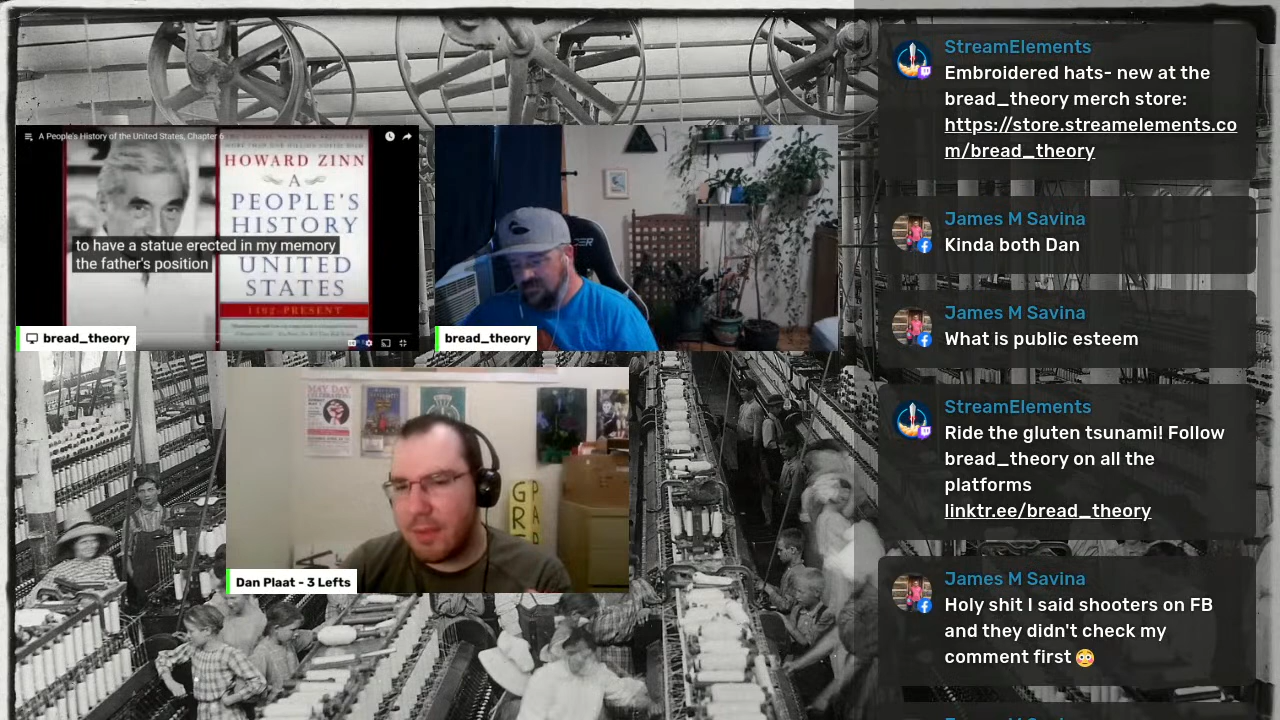 A People's History of the United States, Chapter 6
HOWARD ZINN
A
PEOPLE'S
HISTORY
UNITED
STATES
1492-PRESENT
to have a statue erected in my memory
the father's position
bread_theory
bread_theory
MAY DAY
GR
PAD
Dan Plaat - 3 Lefts
StreamElements
Embroidered hats- new at the
bread_theory merch store:
https://store.streamelements.co
m/bread_theory
James M Savina
Kinda both Dan
James M Savina
What is public esteem
StreamElements
Ride the gluten tsunami! Follow
bread_theory on all the
platforms
linktr.ee/bread_theory
James M Savina
Holy shit I said shooters on FB
and they didn't check my
comment first 😳